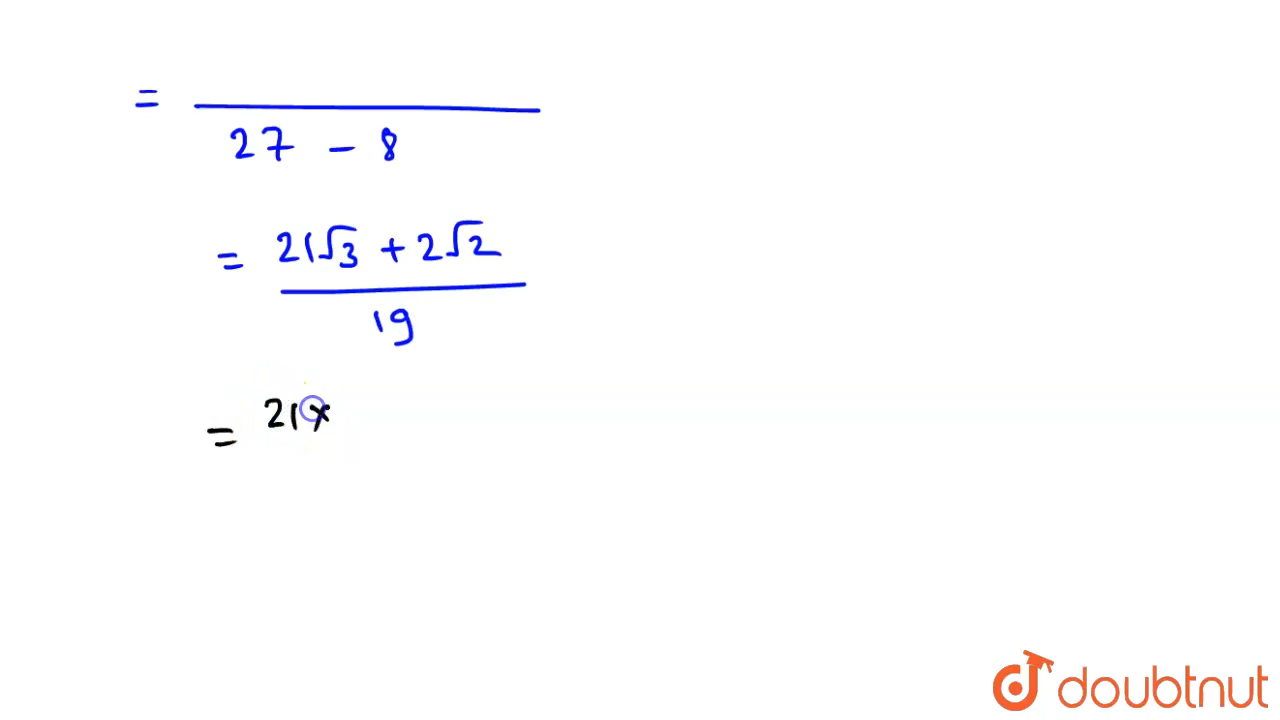 =
27 - 8
= 21√3 + 2√2
19
= 21×
doubtnut